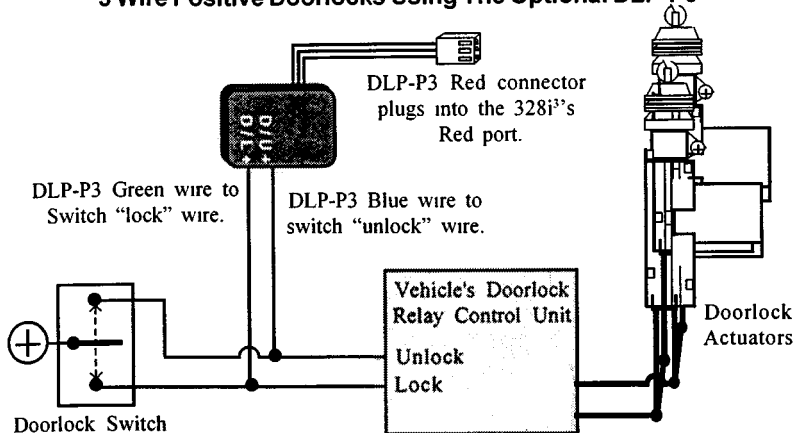 3 Wire Positive Doorlocks Using The Optional DLP-P3
DLP-P3 Red connector
plugs into the 328i³'s
Red port.
D/L+
D/U+
DLP-P3 Green wire to
Switch "lock" wire.
DLP-P3 Blue wire to
switch "unlock" wire.
Vehicle's Doorlock
Relay Control Unit
Unlock
Lock
Doorlock
Actuators
Doorlock Switch